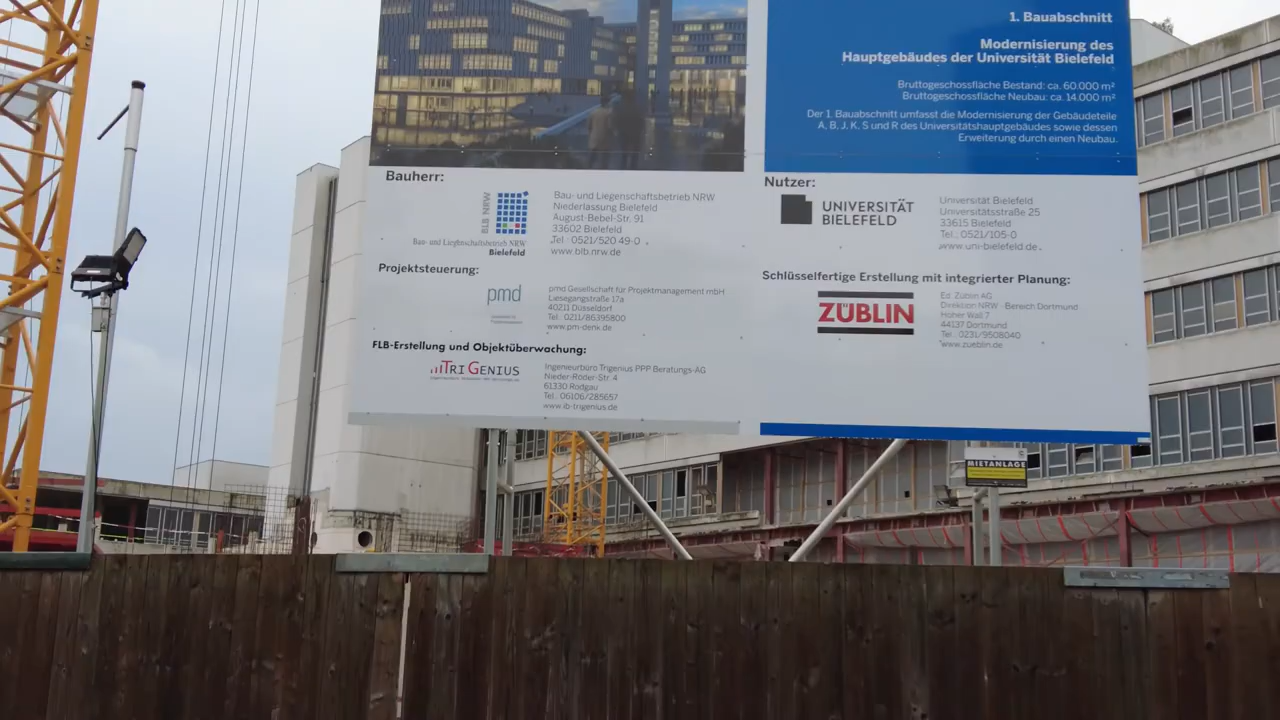 1. Bauabschnitt
Modernisierung des
Hauptgebäudes der Universität Bielefeld
Bruttogeschossfläche Bestand: ca. 60.000 m²
Bruttogeschossfläche Neubau: ca. 14.000 m²
Der 1. Bauabschnitt umfasst die Modernisierung der Gebäudeteile
A, B, J, K, S und R des Universitätshauptgebäudes sowie dessen
Erweiterung durch einen Neubau.
Bauherr:
BLB NRW
Bau- und Liegenschaftsbetrieb NRW
Bielefeld
Bau- und Liegenschaftsbetrieb NRW
Niederlassung Bielefeld
August-Bebel-Str. 91
33602 Bielefeld
Tel.: 0521/520 49-0
www.blb.nrw.de
Nutzer:
UNIVERSITÄT
BIELEFELD
Universität Bielefeld
Universitätsstraße 25
33615 Bielefeld
Tel.: 0521/105-0
www.uni-bielefeld.de
Projektsteuerung:
pmd
pmd Gesellschaft für Projektmanagement mbH
Liesegangstraße 17a
40211 Düsseldorf
Tel.: 0211/86395800
www.pm-denk.de
Schlüsselfertige Erstellung mit integrierter Planung:
ZÜBLIN
Ed. Züblin AG
Direktion NRW - Bereich Dortmund
Hoher Wall 7
44137 Dortmund
Tel.: 0231/9508040
www.zueblin.de
FLB-Erstellung und Objektüberwachung:
TRI GENIUS
Ingenieurbüro Trigenius PPP Beratungs-AG
Nieder-Röder-Str. 4
61330 Rodgau
Tel.: 06106/285657
www.ib-trigenius.de
MIETANLAGE